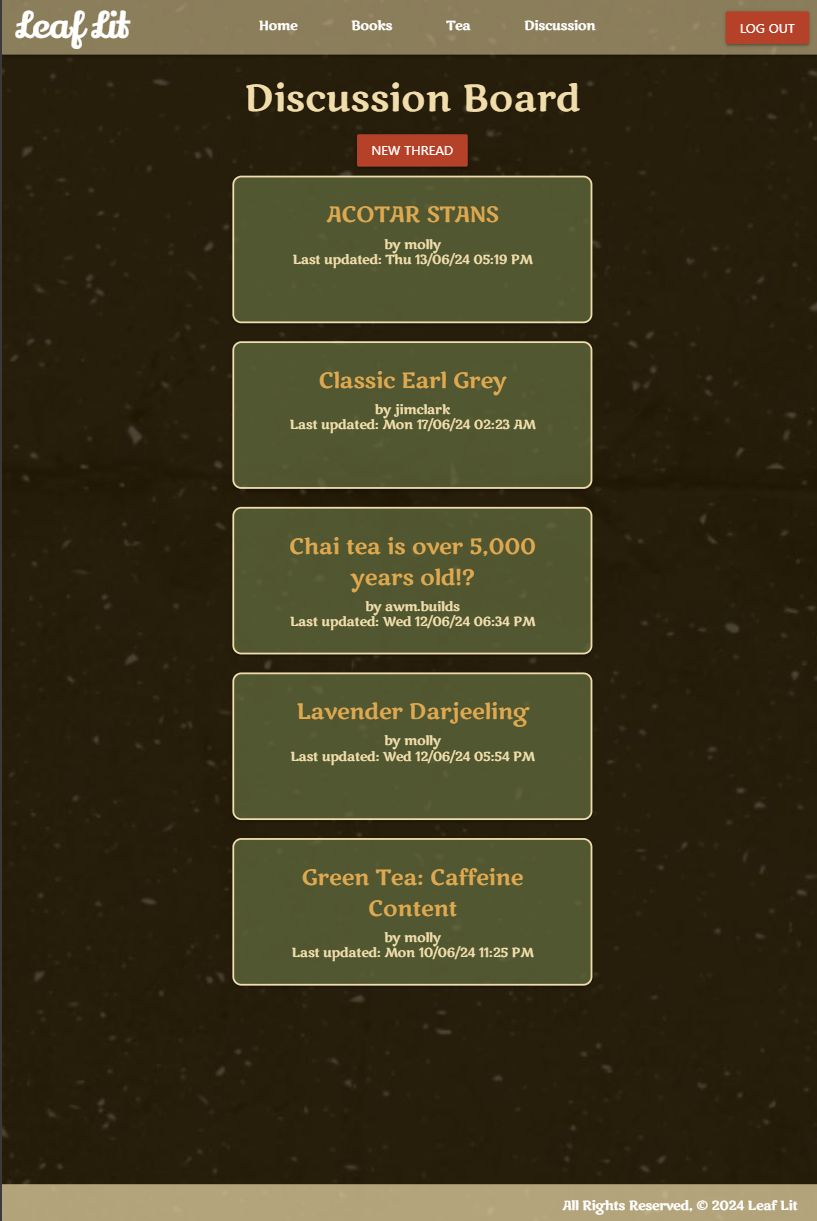 Leaf Lit
Home Books Tea Discussion
LOG OUT
Discussion Board
NEW THREAD
ACOTAR STANS
by molly
Last updated: Thu 13/06/24 05:19 PM
Classic Earl Grey
by jimclark
Last updated: Mon 17/06/24 02:23 AM
Chai tea is over 5,000
years old!?
by awm.builds
Last updated: Wed 12/06/24 06:34 PM
Lavender Darjeeling
by molly
Last updated: Wed 12/06/24 05:54 PM
Green Tea: Caffeine
Content
by molly
Last updated: Mon 10/06/24 11:25 PM
All Rights Reserved, © 2024 Leaf Lit